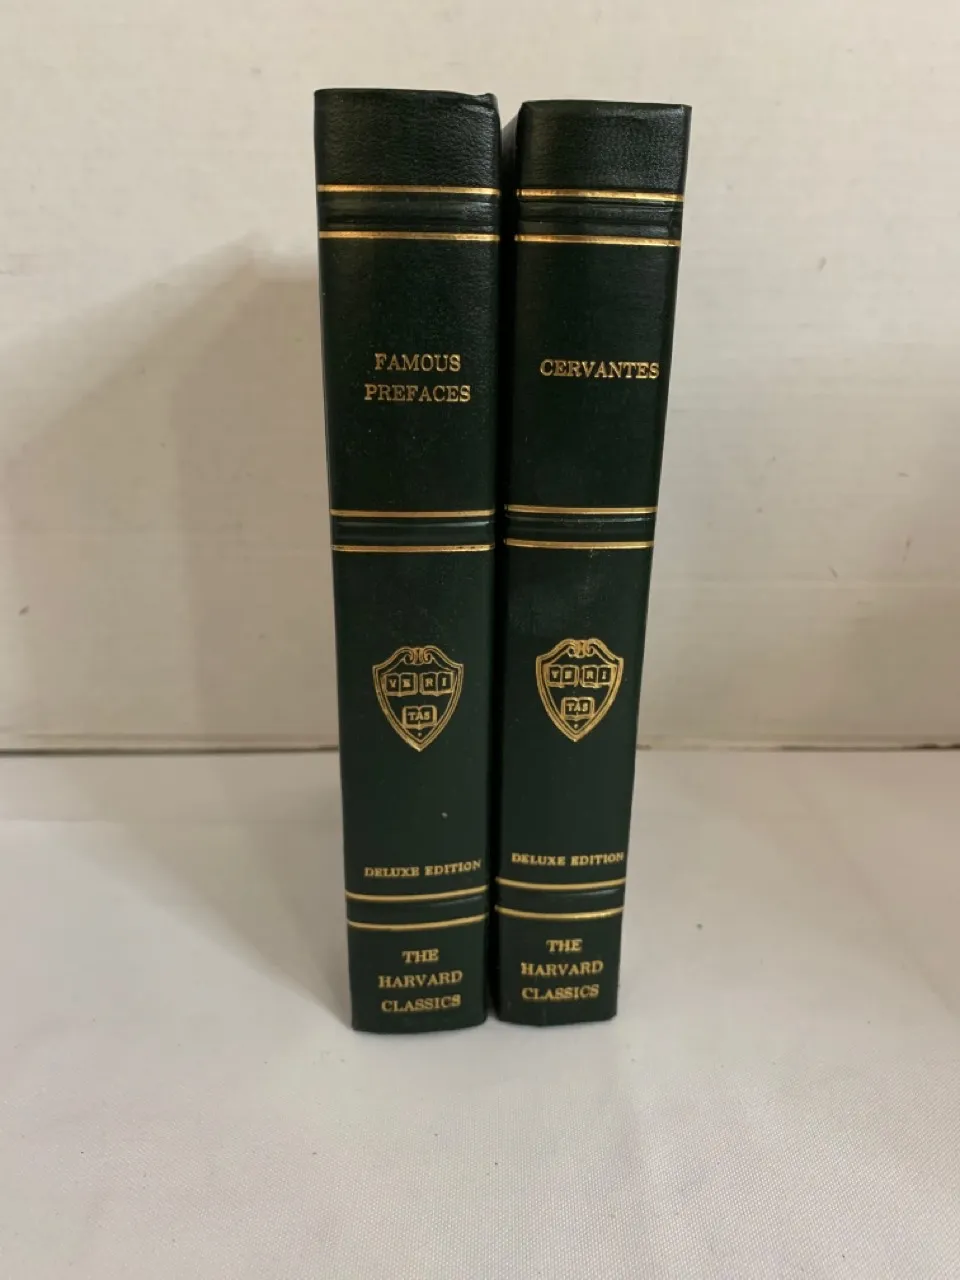 FAMOUS
PREFACES
VE RI
TAS
DELUXE EDITION
THE
HARVARD
CLASSICS
CERVANTES
VE RI
TAS
DELUXE EDITION
THE
HARVARD
CLASSICS